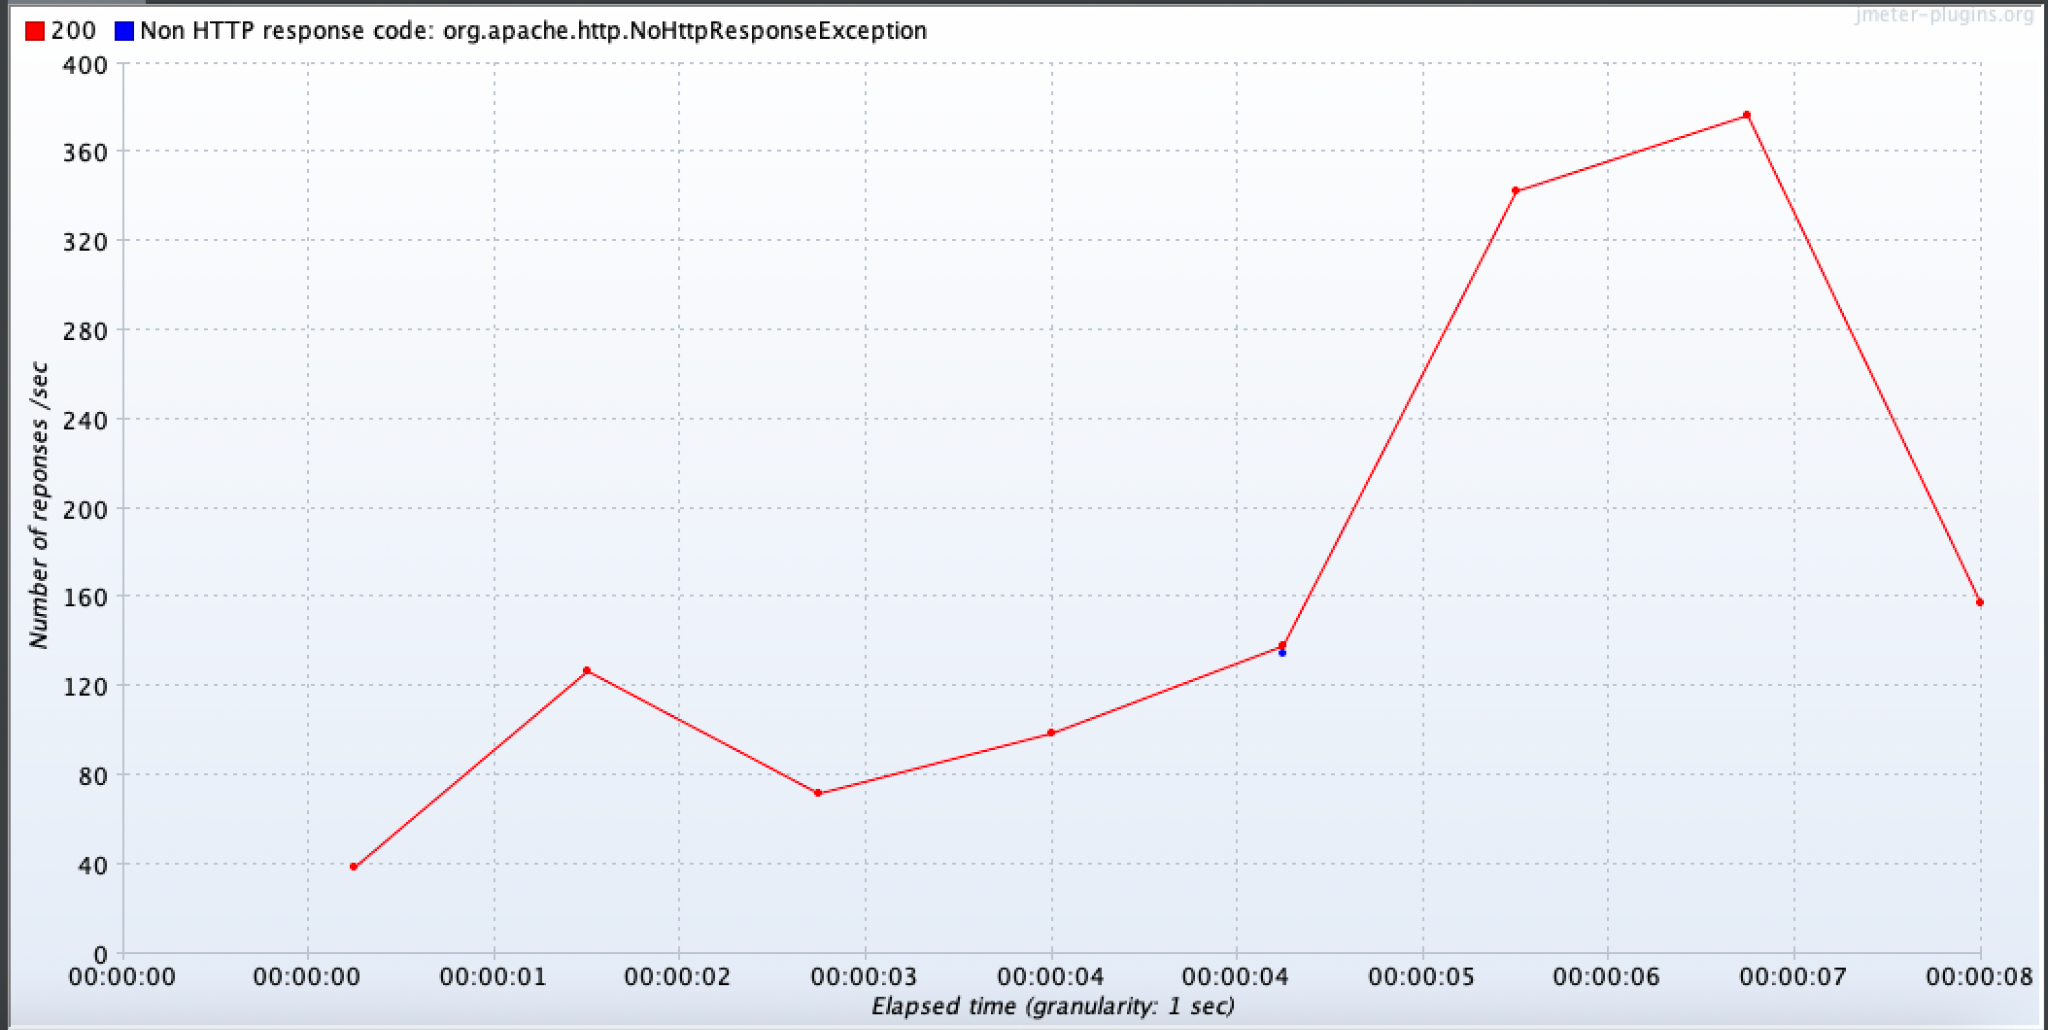 jmeter-plugins.org
200 Non HTTP response code: org.apache.http.NoHttpResponseException
400
360
320
280
240
200
160
120
80
40
0
Number of reponses /sec
00:00:00 00:00:00 00:00:01 00:00:02 00:00:03 00:00:04 00:00:04 00:00:05 00:00:06 00:00:07 00:00:08
Elapsed time (granularity: 1 sec)